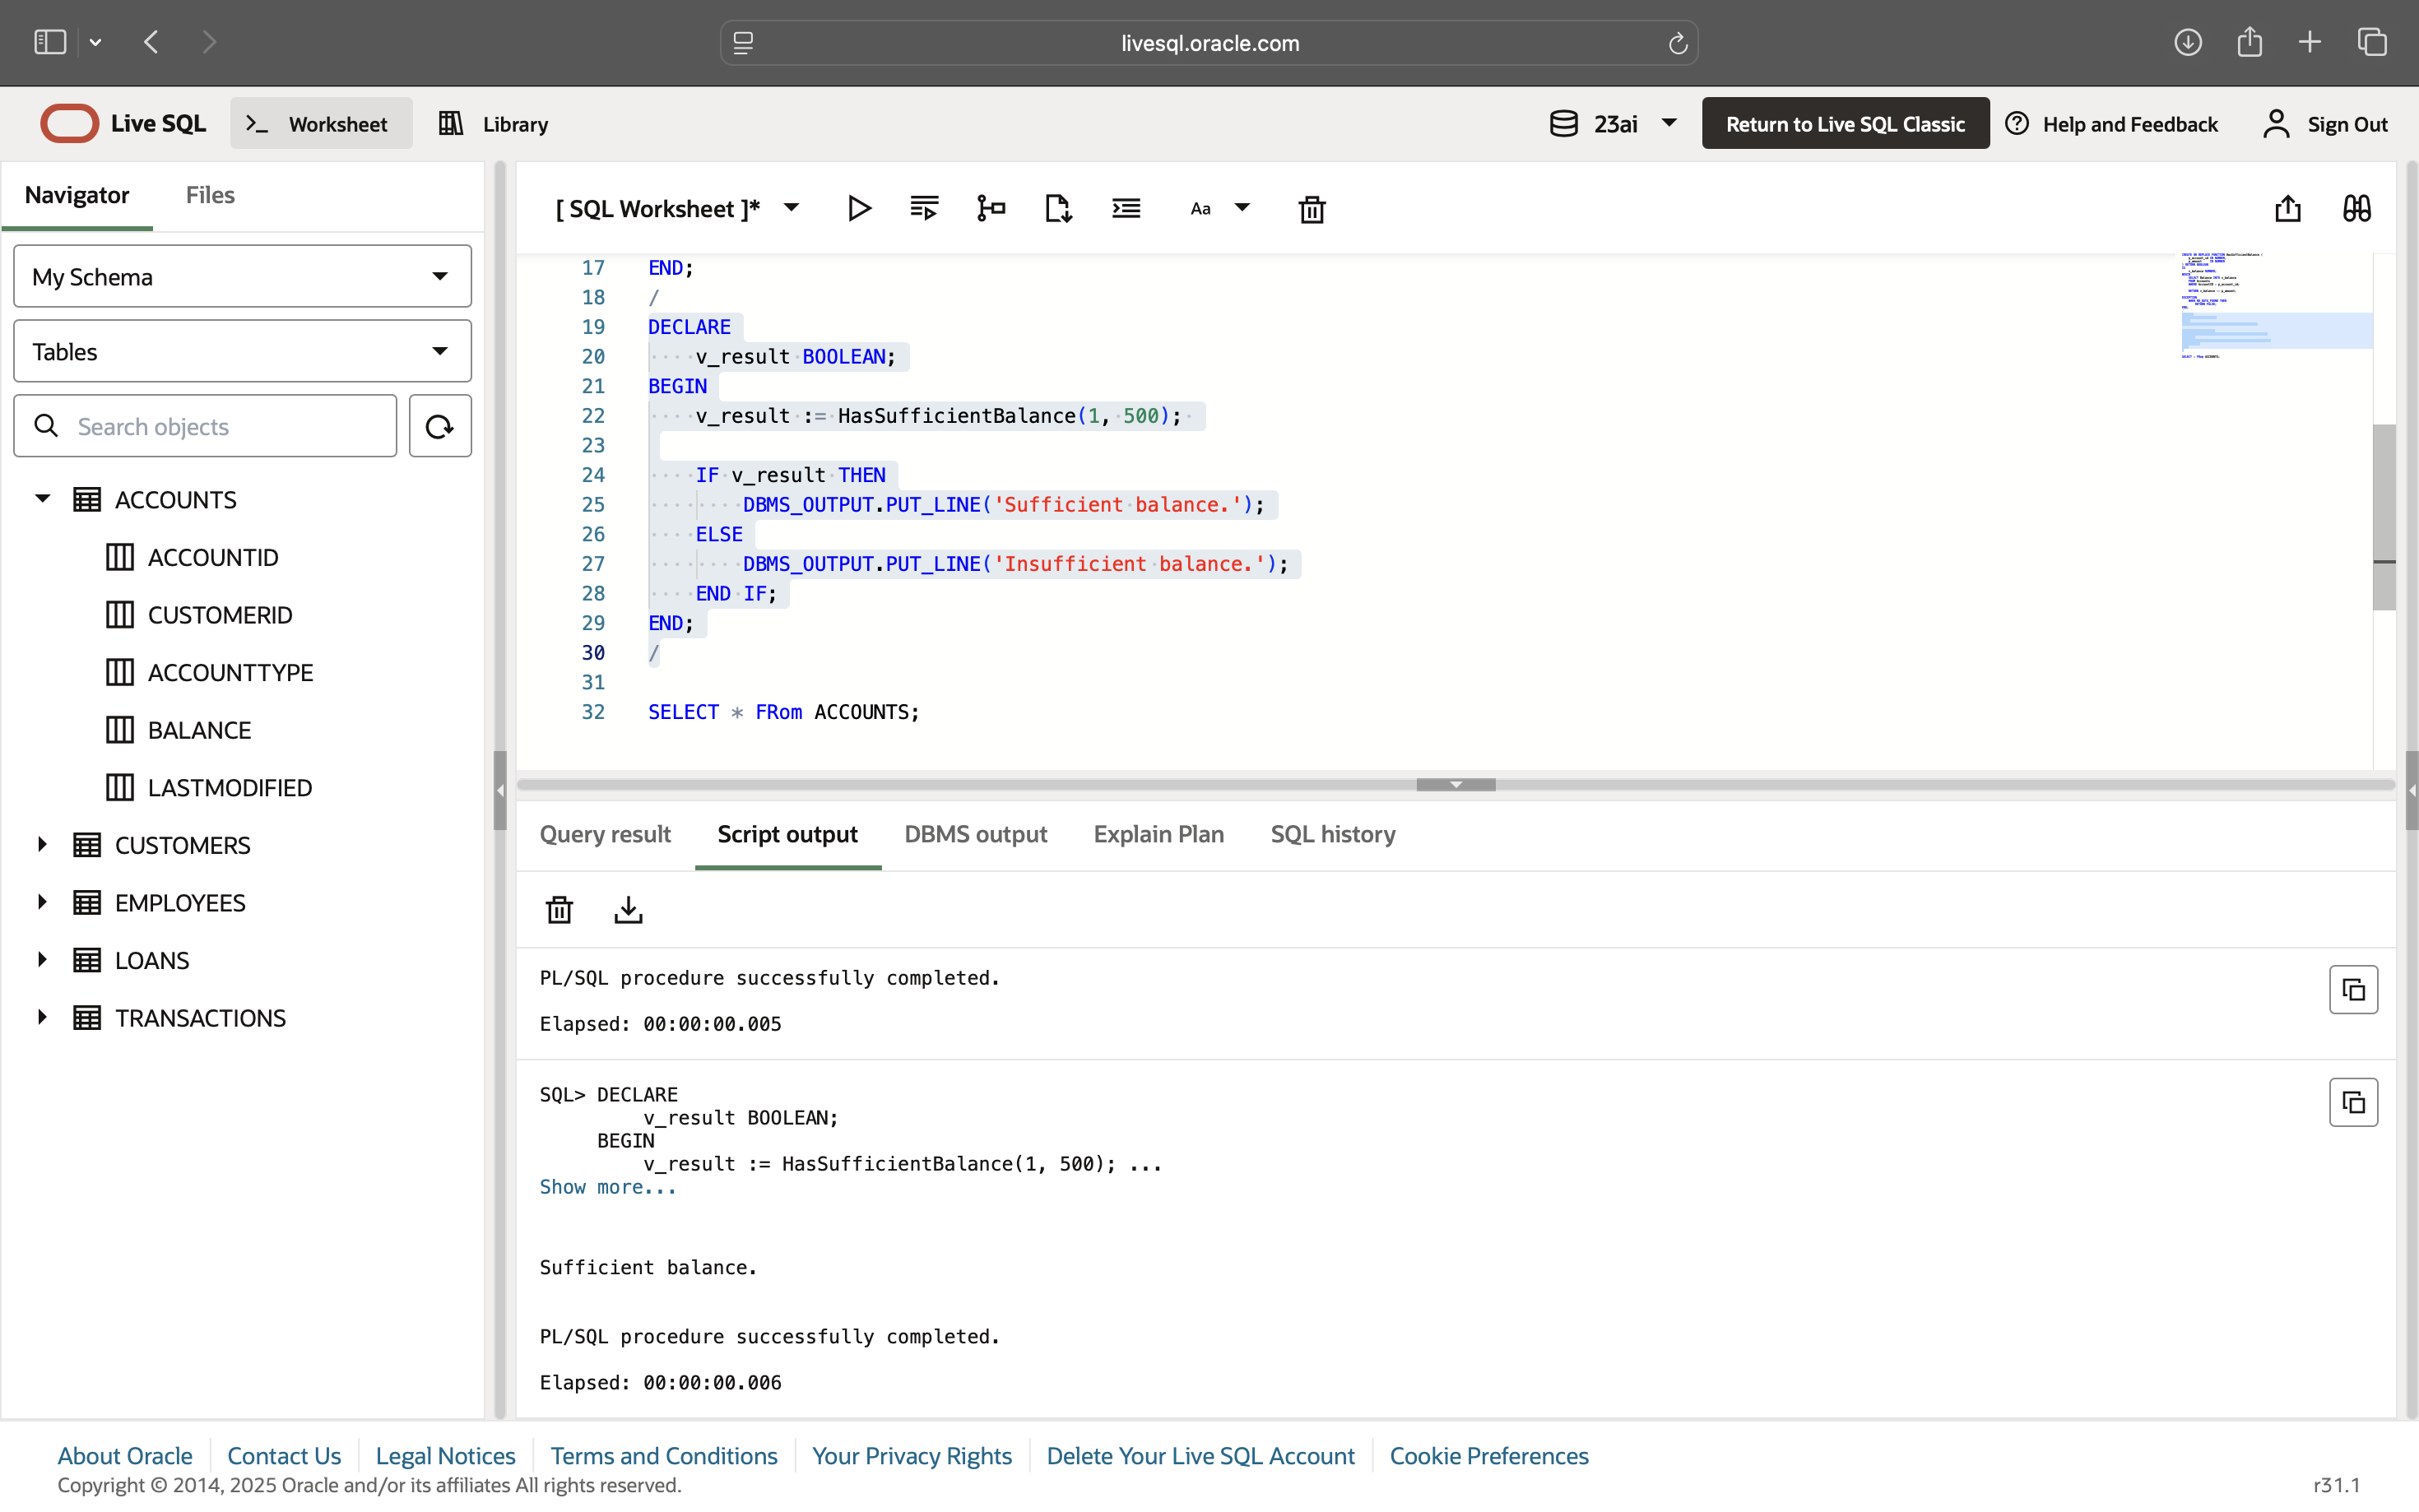 livesql.oracle.com
Live SQL
Worksheet
Library
23ai
Return to Live SQL Classic
Help and Feedback
Sign Out
Navigator
Files
My Schema
Tables
Search objects
ACCOUNTS
ACCOUNTID
CUSTOMERID
ACCOUNTTYPE
BALANCE
LASTMODIFIED
CUSTOMERS
EMPLOYEES
LOANS
TRANSACTIONS
[ SQL Worksheet ]*
Aa
17 END;
18 /
19 DECLARE
20     v_result BOOLEAN;
21 BEGIN
22     v_result := HasSufficientBalance(1, 500);
23
24     IF v_result THEN
25         DBMS_OUTPUT.PUT_LINE('Sufficient balance.');
26     ELSE
27         DBMS_OUTPUT.PUT_LINE('Insufficient balance.');
28     END IF;
29 END;
30 /
31
32 SELECT * FRom ACCOUNTS;
Query result
Script output
DBMS output
Explain Plan
SQL history
PL/SQL procedure successfully completed.
Elapsed: 00:00:00.005
SQL> DECLARE
v_result BOOLEAN;
BEGIN
v_result := HasSufficientBalance(1, 500); ...
Show more...
Sufficient balance.
PL/SQL procedure successfully completed.
Elapsed: 00:00:00.006
About Oracle
Contact Us
Legal Notices
Terms and Conditions
Your Privacy Rights
Delete Your Live SQL Account
Cookie Preferences
Copyright © 2014, 2025 Oracle and/or its affiliates All rights reserved.
r31.1